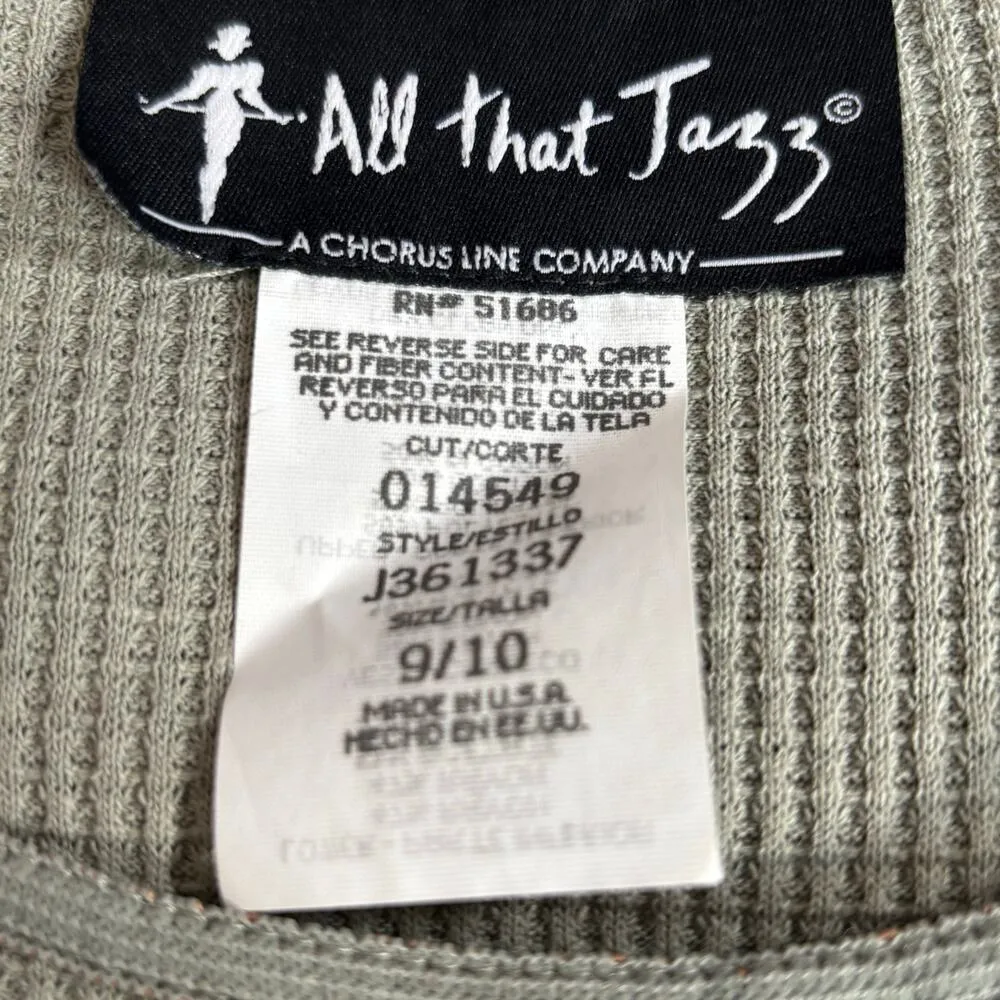 All that Jazz©
A CHORUS LINE COMPANY
RN# 51686
SEE REVERSE SIDE FOR CARE
AND FIBER CONTENT- VER EL
REVERSO PARA EL CUIDADO
Y CONTENIDO DE LA TELA
CUT/CORTE
014549
STYLE/ESTILLO
J361337
SIZE/TALLA
9/10
MADE IN U.S.A.
HECHO EN EE.UU.